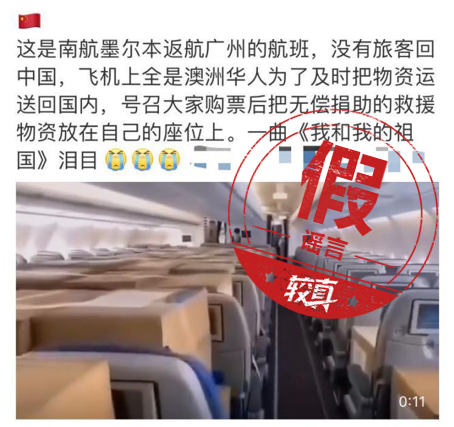 这是南航墨尔本返航广州的航班，没有旅客回
中国，飞机上全是澳洲华人为了及时把物资运
送回国内，号召大家购票后把无偿捐助的救援
物资放在自己的座位上。一曲《我和我的祖
国》泪目😭😭😭
假
谣言
较真
0:11